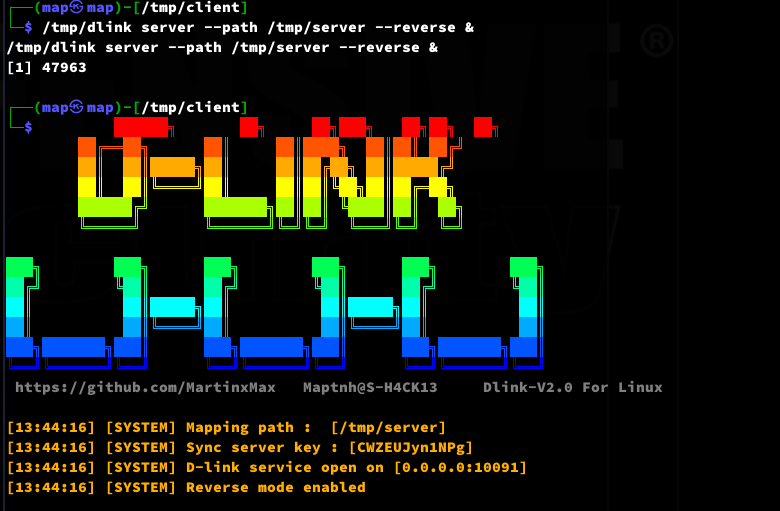 (map㉿map)-[/tmp/client]
$ /tmp/dlink server --path /tmp/server --reverse &
/tmp/dlink server --path /tmp/server --reverse &
[1] 47963
(map㉿map)-[/tmp/client]
$
D-LINK
https://github.com/MartinxMax Maptnh@S-H4CK13 Dlink-V2.0 For Linux
[13:44:16] [SYSTEM] Mapping path : [/tmp/server]
[13:44:16] [SYSTEM] Sync server key : [CWZEUJyn1NPg]
[13:44:16] [SYSTEM] D-link service open on [0.0.0.0:10091]
[13:44:16] [SYSTEM] Reverse mode enabled